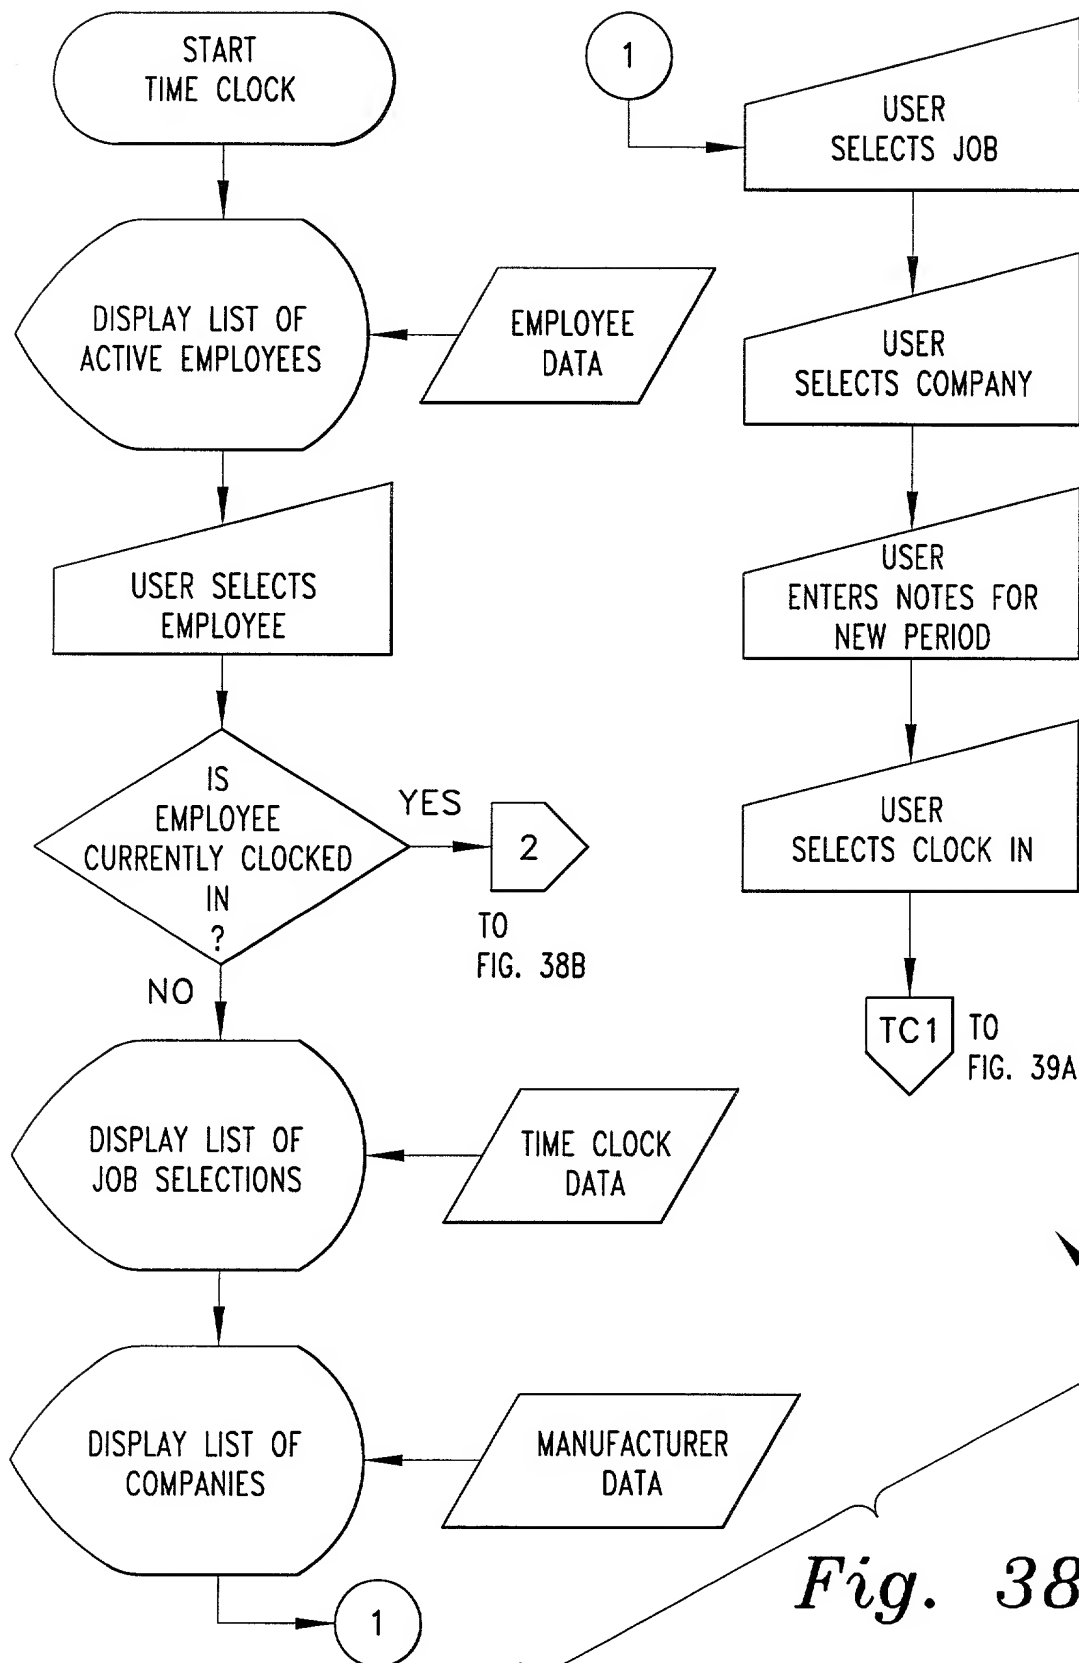 START
TIME CLOCK
DISPLAY LIST OF
ACTIVE EMPLOYEES
EMPLOYEE
DATA
USER SELECTS
EMPLOYEE
IS
EMPLOYEE
CURRENTLY CLOCKED
IN
?
YES
2
TO
FIG. 38B
NO
DISPLAY LIST OF
JOB SELECTIONS
TIME CLOCK
DATA
DISPLAY LIST OF
COMPANIES
MANUFACTURER
DATA
1
1
USER
SELECTS JOB
USER
SELECTS COMPANY
USER
ENTERS NOTES FOR
NEW PERIOD
USER
SELECTS CLOCK IN
TC1
TO
FIG. 39A
Fig. 38